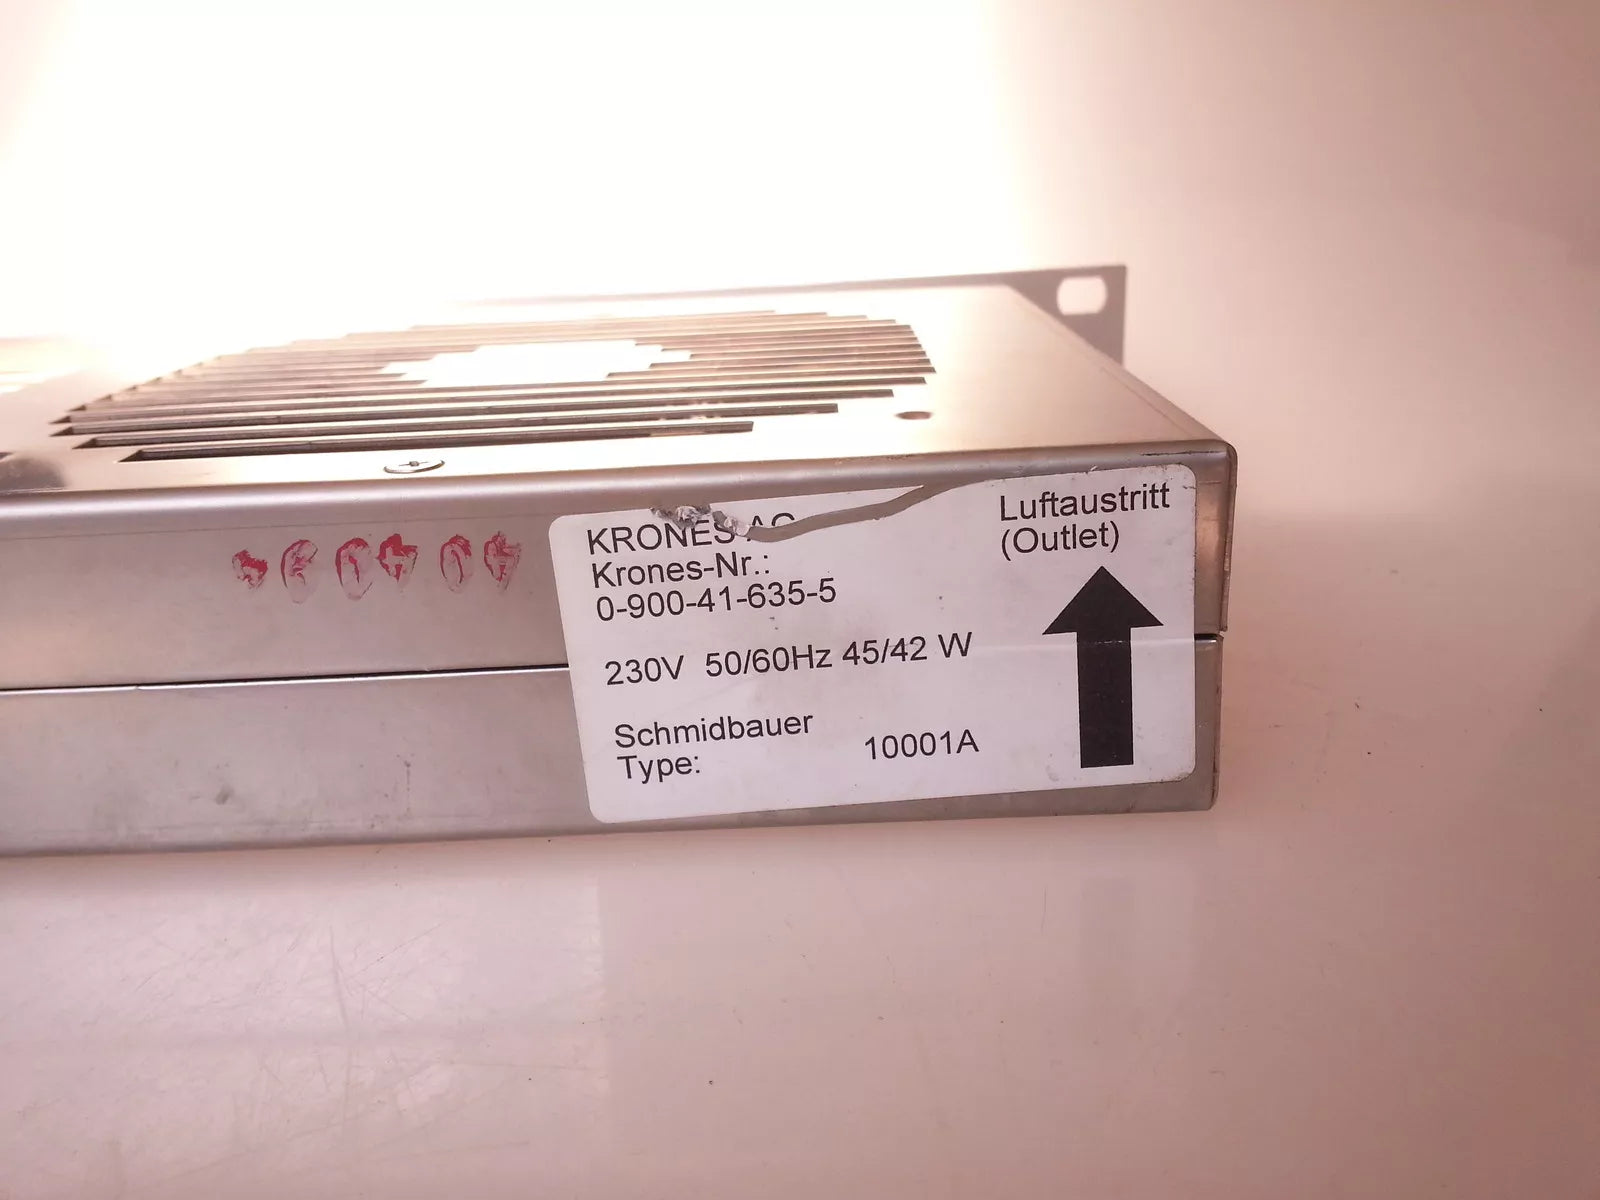 KRONES AG
Krones-Nr.:
0-900-41-635-5
230V 50/60Hz 45/42 W
Schmidbauer
Type: 10001A
Luftaustritt
(Outlet)